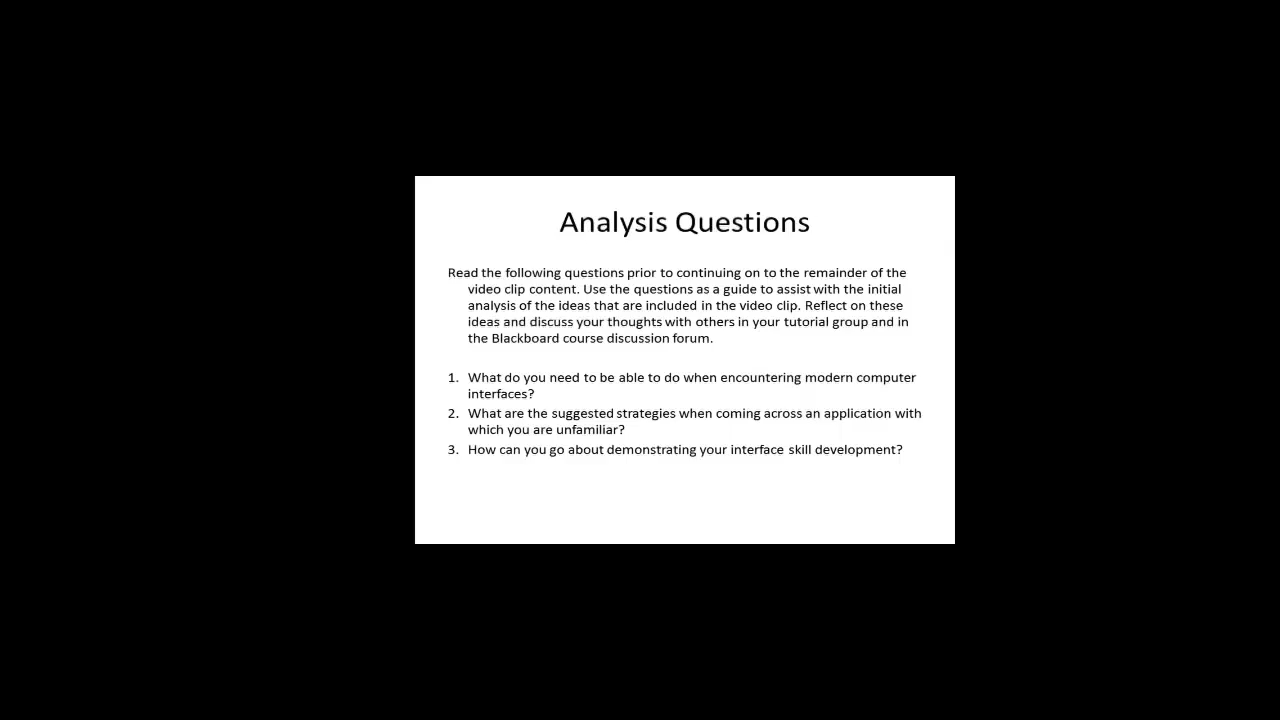 Analysis Questions
Read the following questions prior to continuing on to the remainder of the
video clip content. Use the questions as a guide to assist with the initial
analysis of the ideas that are included in the video clip. Reflect on these
ideas and discuss your thoughts with others in your tutorial group and in
the Blackboard course discussion forum.
1. What do you need to be able to do when encountering modern computer
interfaces?
2. What are the suggested strategies when coming across an application with
which you are unfamiliar?
3. How can you go about demonstrating your interface skill development?